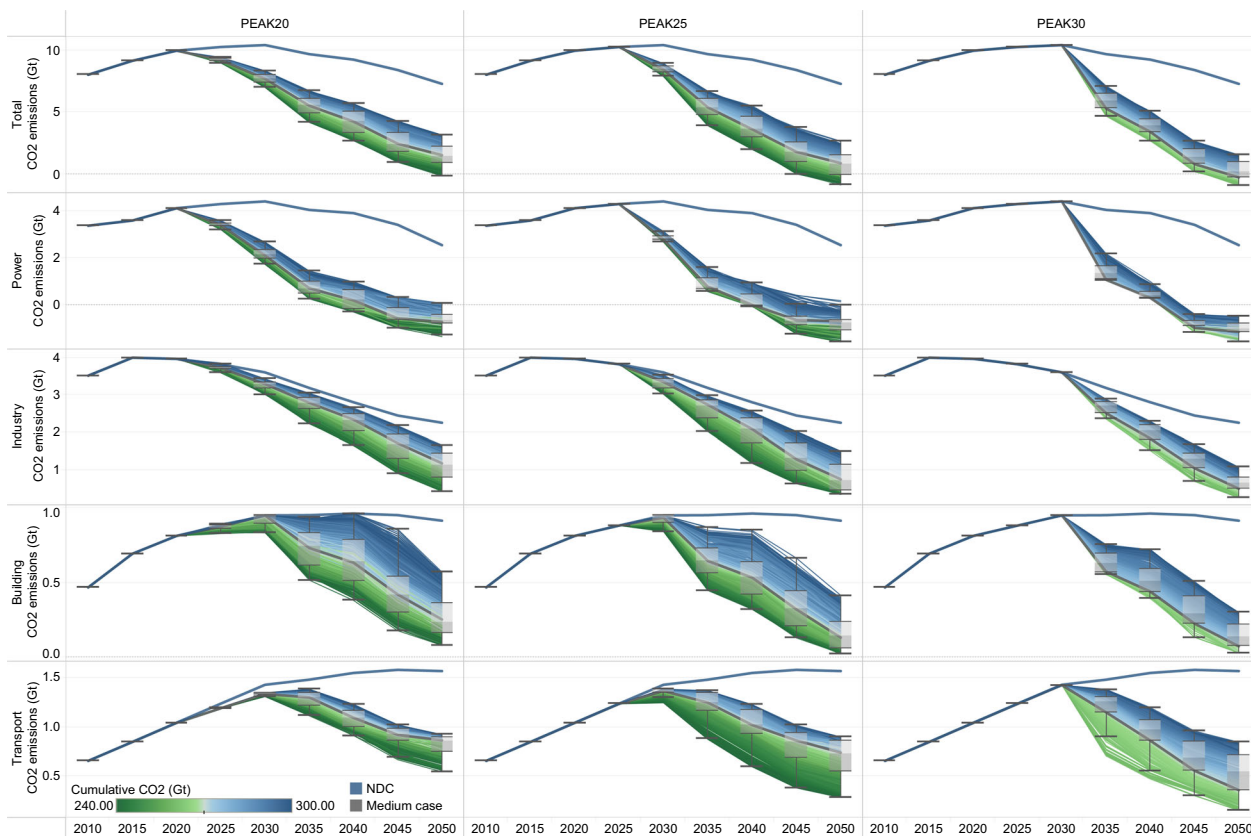 PEAK20 PEAK25 PEAK30
Total
CO2 emissions (Gt)
10
5
0
Power
CO2 emissions (Gt)
4
2
0
Industry
CO2 emissions (Gt)
4
3
2
1
Building
CO2 emissions (Gt)
1.0
0.5
0.0
Transport
CO2 emissions (Gt)
1.5
1.0
0.5
Cumulative CO2 (Gt)
240.00 300.00
NDC
Medium case
2010 2015 2020 2025 2030 2035 2040 2045 2050 2010 2015 2020 2025 2030 2035 2040 2045 2050 2010 2015 2020 2025 2030 2035 2040 2045 2050